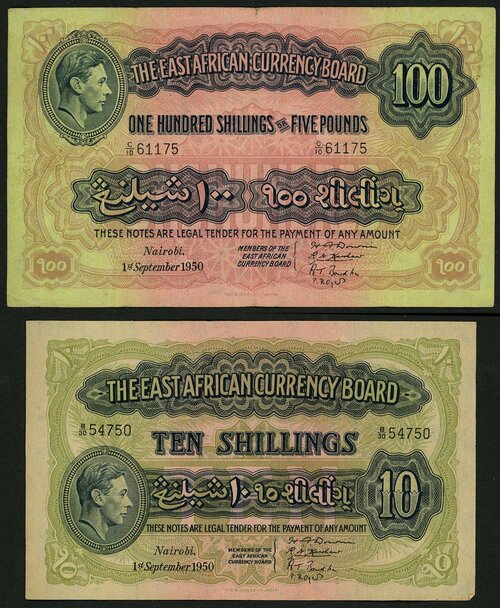 THE EAST AFRICAN CURRENCY BOARD
100
ONE HUNDRED SHILLINGS OR FIVE POUNDS
C/10 61175 C/10 61175
١٠٠ شيلينج ૧૦૦ શીલીંગ
THESE NOTES ARE LEGAL TENDER FOR THE PAYMENT OF ANY AMOUNT
Nairobi,
1st September 1950
MEMBERS OF THE
EAST AFRICAN
CURRENCY BOARD
૧૦૦ ૧૦૦
THE EAST AFRICAN CURRENCY BOARD
B/30 54750 TEN SHILLINGS B/30 54750
١٠ شيلينج ૧૦ શીલીંગ
10
THESE NOTES ARE LEGAL TENDER FOR THE PAYMENT OF ANY AMOUNT
Nairobi,
1st September 1950
MEMBERS OF THE
EAST AFRICAN
CURRENCY BOARD
૧૦ ૧૦